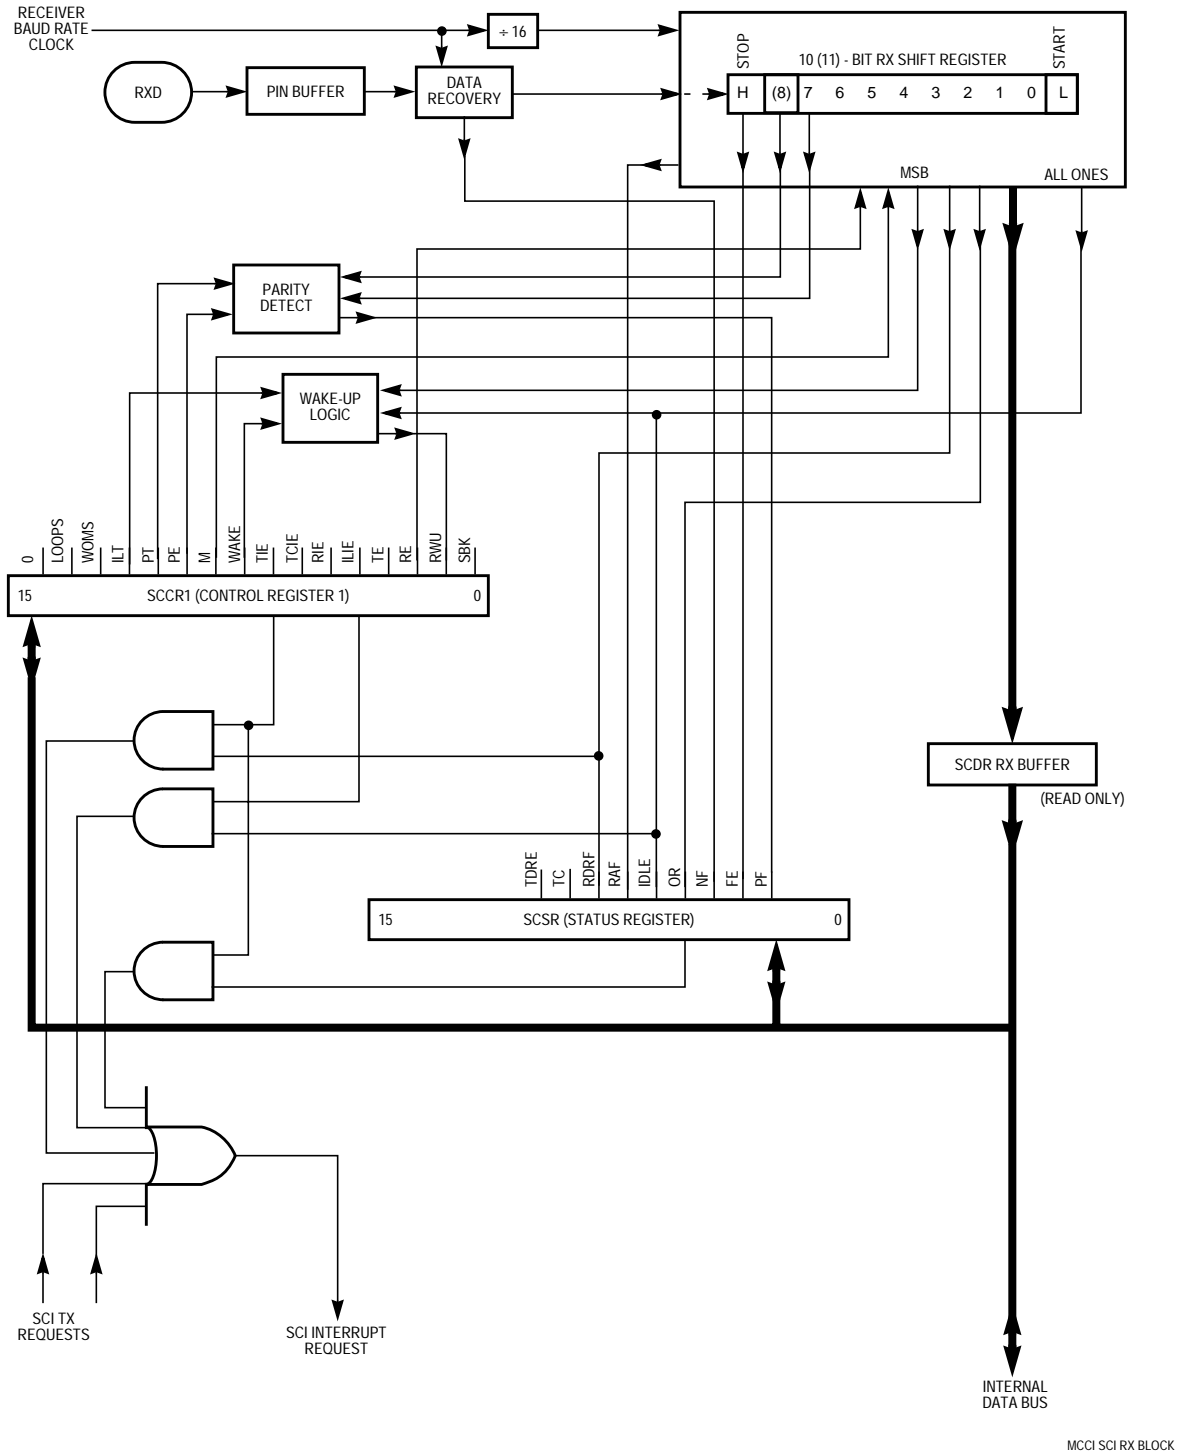 RECEIVER
BAUD RATE
CLOCK
÷ 16
STOP
START
10 (11) - BIT RX SHIFT REGISTER
RXD
PIN BUFFER
DATA
RECOVERY
H (8) 7 6 5 4 3 2 1 0 L
MSB
ALL ONES
PARITY
DETECT
WAKE-UP
LOGIC
0
LOOPS
WOMS
ILT
PT
PE
M
WAKE
TIE
TCIE
RIE
ILIE
TE
RE
RWU
SBK
15 SCCR1 (CONTROL REGISTER 1) 0
SCDR RX BUFFER
(READ ONLY)
TDRE
TC
RDRF
RAF
IDLE
OR
NF
FE
PF
15 SCSR (STATUS REGISTER) 0
SCI TX
REQUESTS
SCI INTERRUPT
REQUEST
INTERNAL
DATA BUS
MCCI SCI RX BLOCK